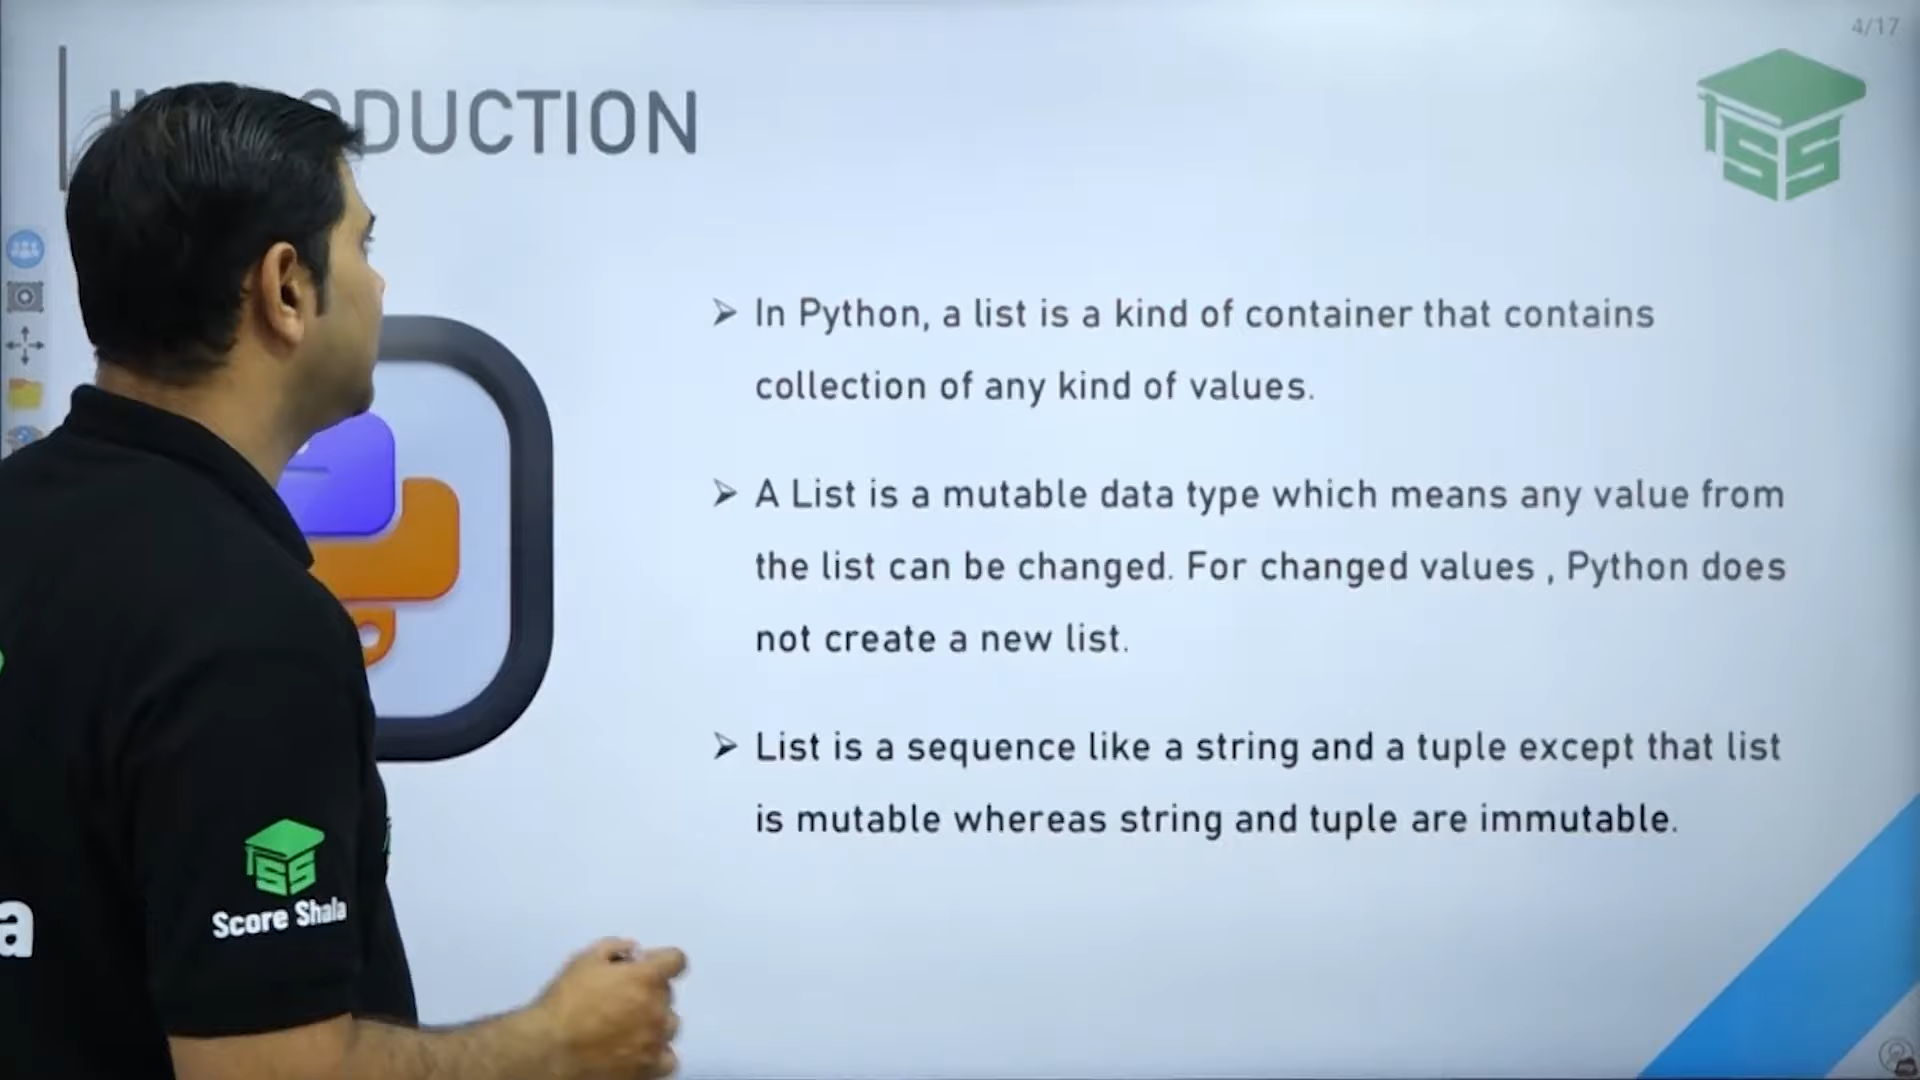 4/17
DUCTION
SS
➢ In Python, a list is a kind of container that contains
collection of any kind of values.
➢ A List is a mutable data type which means any value from
the list can be changed. For changed values , Python does
not create a new list.
➢ List is a sequence like a string and a tuple except that list
is mutable whereas string and tuple are immutable.
SS
Score Shala
a